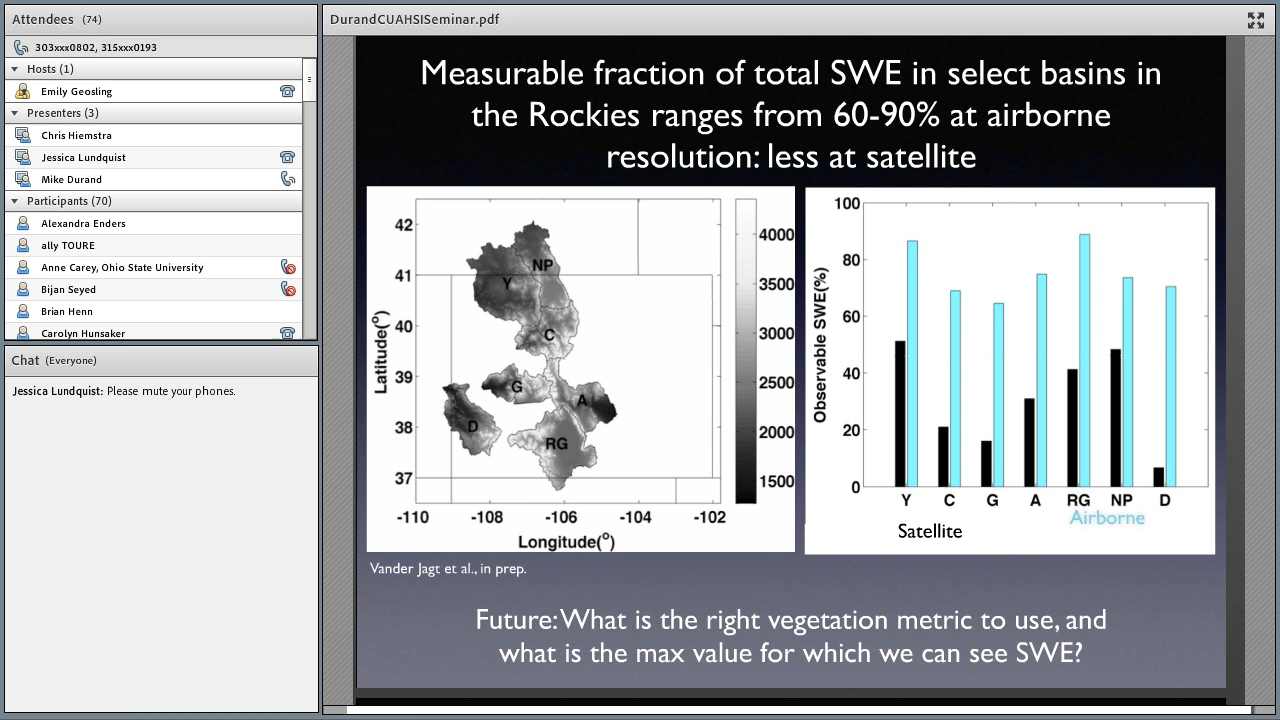 Attendees (74)
303xxx0802, 315xxx0193
Hosts (1)
Emily Geosling
Presenters (3)
Chris Hiemstra
Jessica Lundquist
Mike Durand
Participants (70)
Alexandra Enders
ally TOURE
Anne Carey, Ohio State University
Bijan Seyed
Brian Henn
Carolyn Hunsaker
Chat (Everyone)
Jessica Lundquist: Please mute your phones.
DurandCUAHSISeminar.pdf
Measurable fraction of total SWE in select basins in
the Rockies ranges from 60-90% at airborne
resolution: less at satellite
Latitude(°)
42
41
40
39
38
37
-110 -108 -106 -104 -102
Longitude(°)
NP
Y
C
G
A
D
RG
4000
3500
3000
2500
2000
1500
Observable SWE(%)
100
80
60
40
20
0
Y C G A RG NP D
Airborne
Satellite
Vander Jagt et al., in prep.
Future: What is the right vegetation metric to use, and
what is the max value for which we can see SWE?